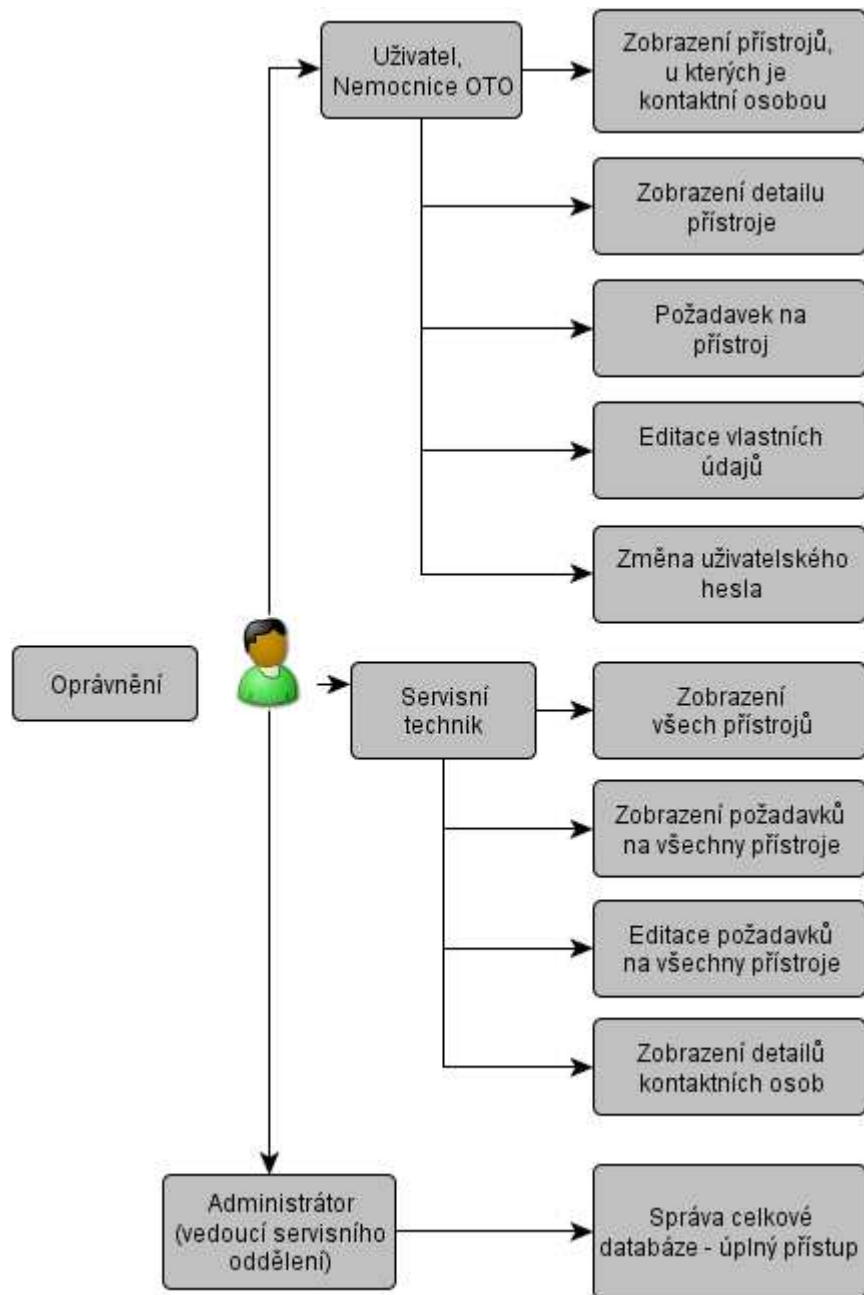 Uživatel,
Nemocnice OTO
Zobrazení přístrojů,
u kterých je
kontaktní osobou
Zobrazení detailu
přístroje
Požadavek na
přístroj
Editace vlastních
údajů
Změna uživatelského
hesla
Oprávnění
Servisní
technik
Zobrazení
všech přístrojů
Zobrazení požadavků
na všechny přístroje
Editace požadavků
na všechny přístroje
Zobrazení detailů
kontaktních osob
Administrátor
(vedoucí servisního
oddělení)
Správa celkové
databáze - úplný přístup